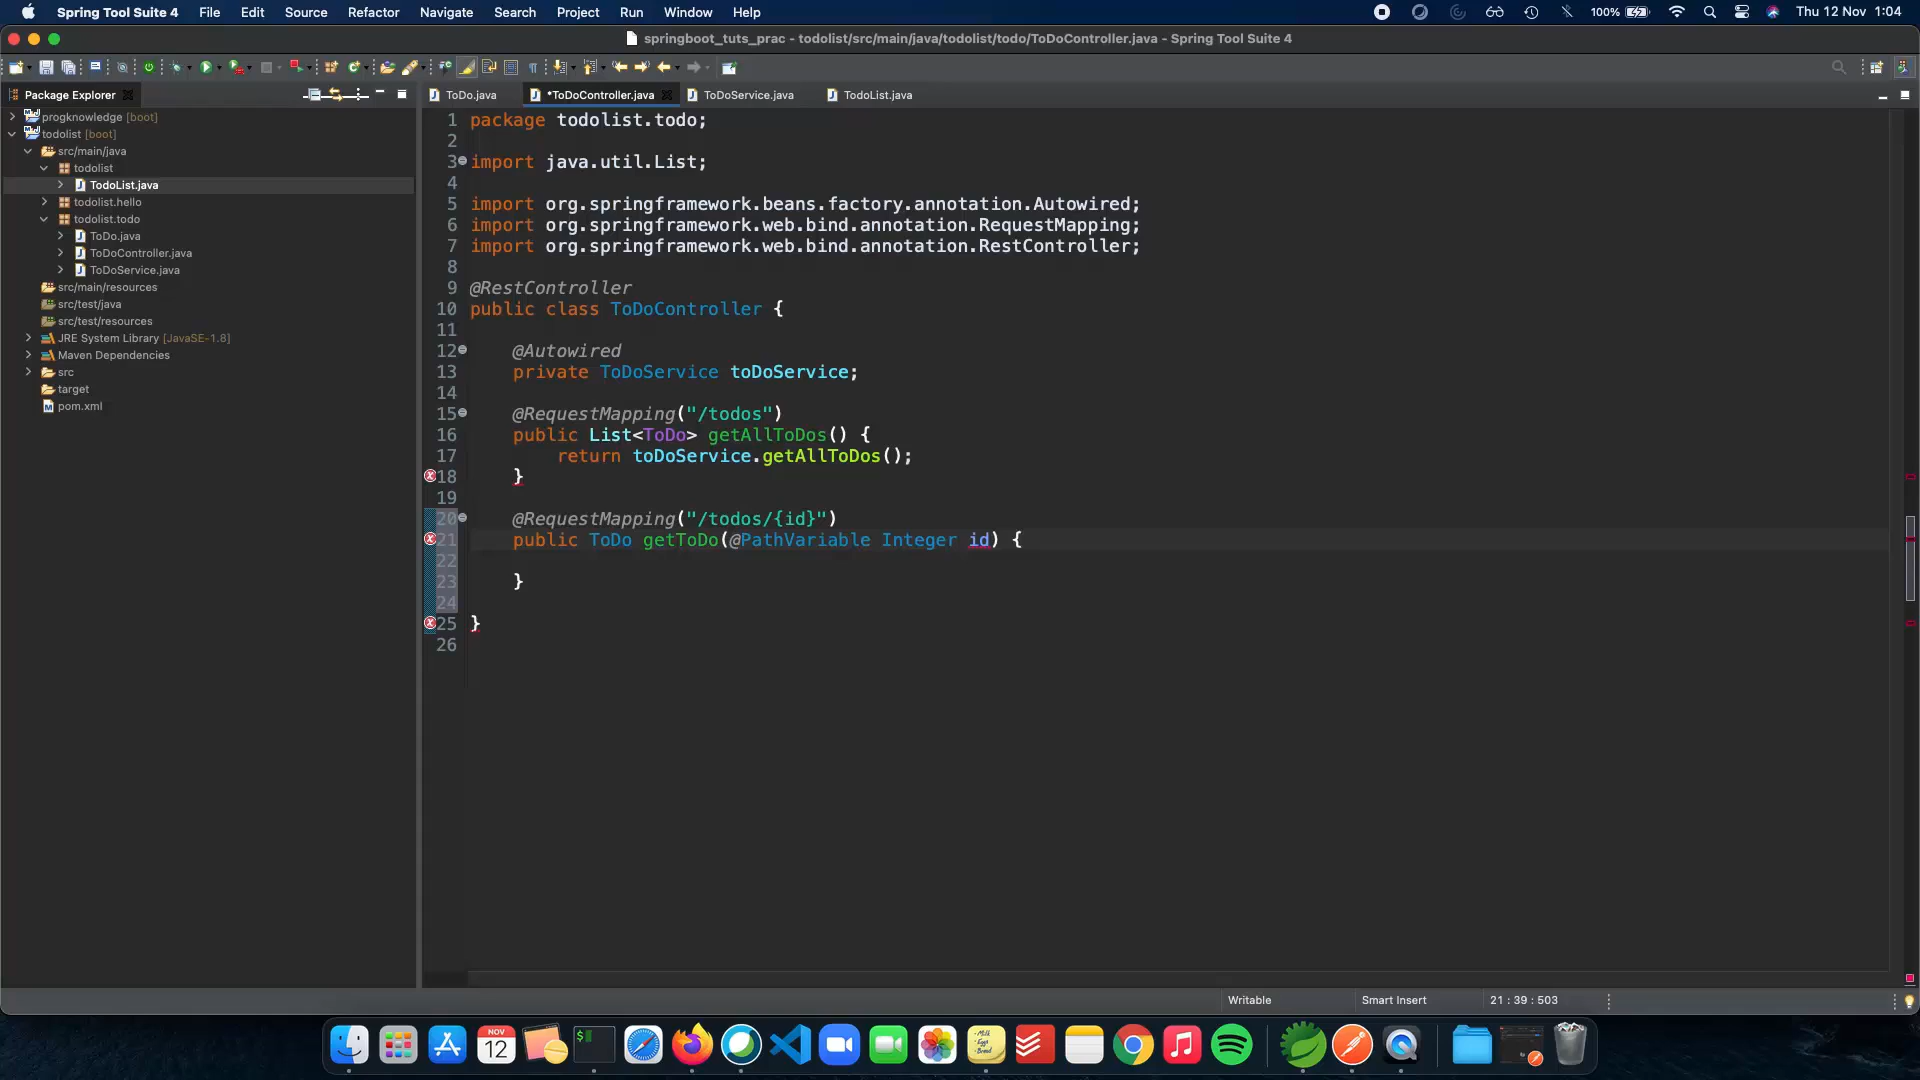 Spring Tool Suite 4 File Edit Source Refactor Navigate Search Project Run Window Help 100% Thu 12 Nov 1:04
springboot_tuts_prac - todolist/src/main/java/todolist/todo/ToDoController.java - Spring Tool Suite 4
Package Explorer
ToDo.java *ToDoController.java ToDoService.java TodoList.java
progknowledge [boot]
todolist [boot]
src/main/java
todolist
TodoList.java
todolist.hello
todolist.todo
ToDo.java
ToDoController.java
ToDoService.java
src/main/resources
src/test/java
src/test/resources
JRE System Library [JavaSE-1.8]
Maven Dependencies
src
target
pom.xml
1 package todolist.todo;
2
3 import java.util.List;
4
5 import org.springframework.beans.factory.annotation.Autowired;
6 import org.springframework.web.bind.annotation.RequestMapping;
7 import org.springframework.web.bind.annotation.RestController;
8
9 @RestController
10 public class ToDoController {
11
12 @Autowired
13 private ToDoService toDoService;
14
15 @RequestMapping("/todos")
16 public List<ToDo> getAllToDos() {
17 return toDoService.getAllToDos();
18 }
19
20 @RequestMapping("/todos/{id}")
21 public ToDo getToDo(@PathVariable Integer id) {
22
23 }
24
25 }
26
Writable Smart Insert 21 : 39 : 503
NOV
12